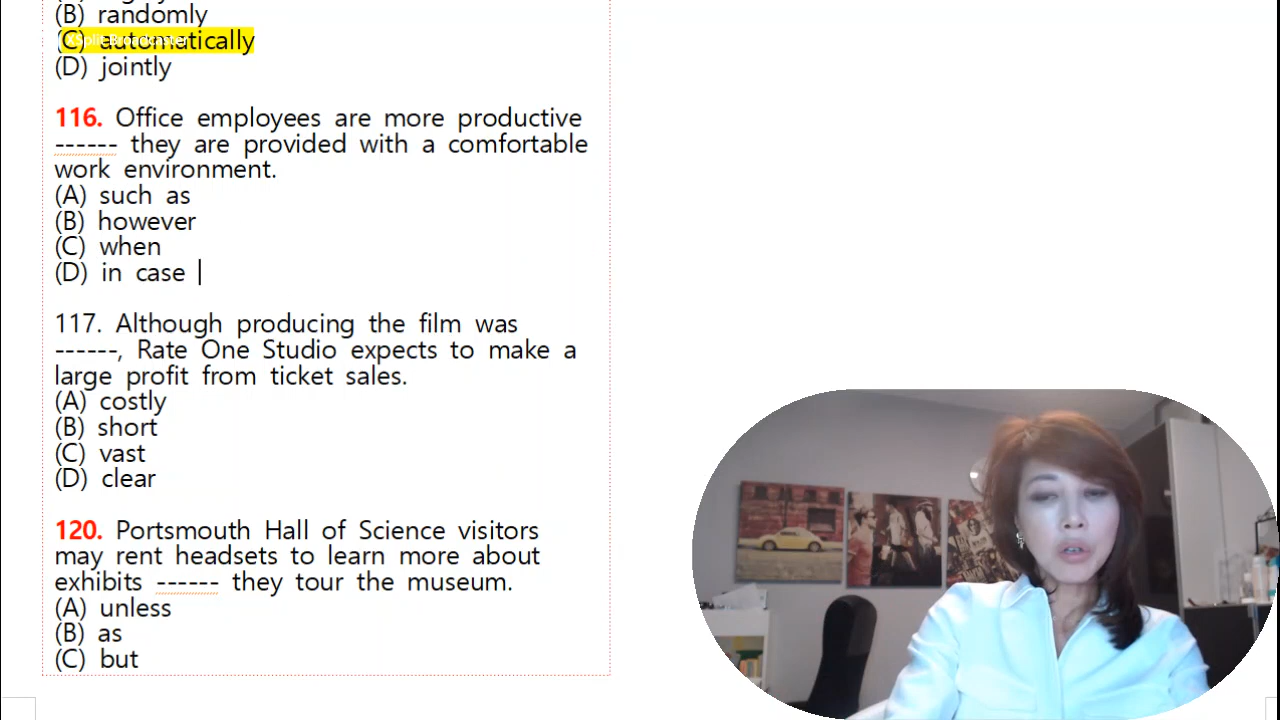 (B) randomly
(C) automatically
XSplit Broadcaster
(D) jointly
116. Office employees are more productive
------ they are provided with a comfortable
work environment.
(A) such as
(B) however
(C) when
(D) in case
117. Although producing the film was
------, Rate One Studio expects to make a
large profit from ticket sales.
(A) costly
(B) short
(C) vast
(D) clear
120. Portsmouth Hall of Science visitors
may rent headsets to learn more about
exhibits ------ they tour the museum.
(A) unless
(B) as
(C) but